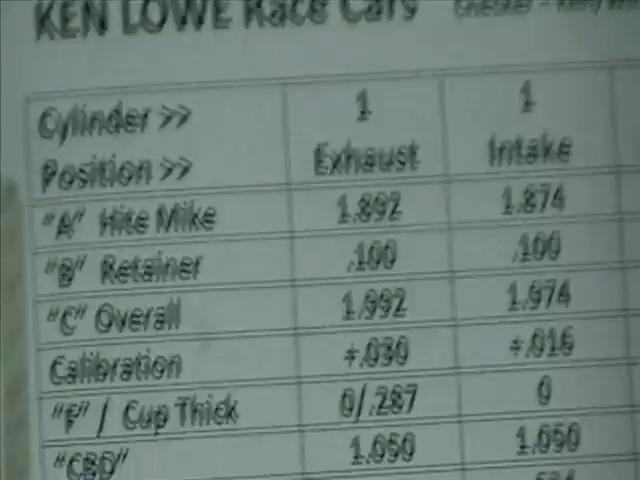 KEN LOWE Race Cars
Cylinder >> 1 1
Position >> Exhaust Intake
"A" Hite Mike 1.892 1.874
"B" Retainer .100 .100
"C" Overall 1.992 1.974
Calibration +.030 +.016
"F" / Cup Thick 0/.287 0
"CBD" 1.050 1.050